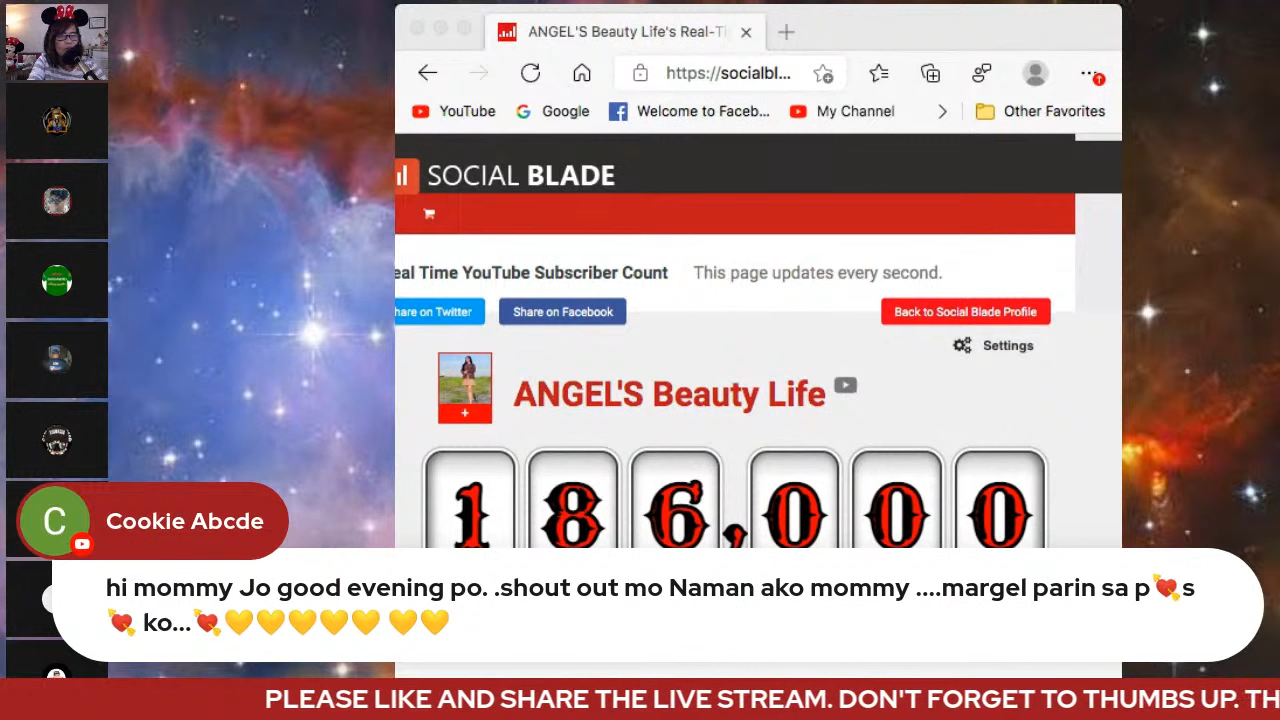 ANGEL'S Beauty Life's Real-Ti
https://socialbl...
YouTube
Google
Welcome to Faceb...
My Channel
Other Favorites
SOCIAL BLADE
eal Time YouTube Subscriber Count
This page updates every second.
hare on Twitter
Share on Facebook
Back to Social Blade Profile
Settings
ANGEL'S Beauty Life
186,000
C
Cookie Abcde
hi mommy Jo good evening po. .shout out mo Naman ako mommy ....margel parin sa p💘s
💘 ko...💘💛💛💛💛💛 💛💛
PLEASE LIKE AND SHARE THE LIVE STREAM. DON'T FORGET TO THUMBS UP. TH